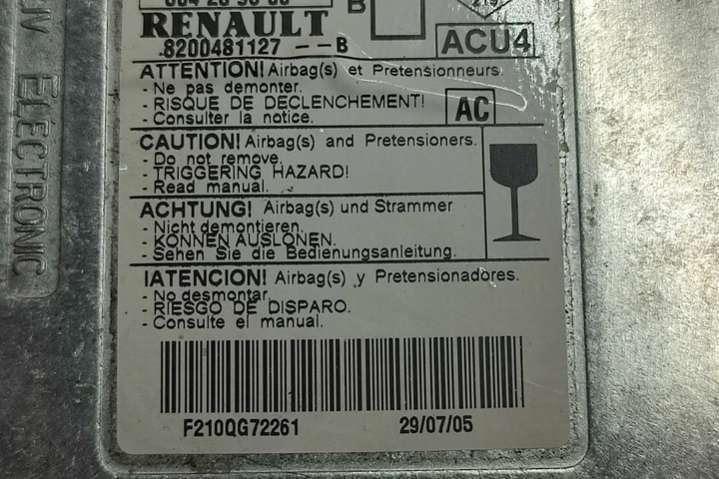 RENAULT
B
8200481127 --B
ACU4
ATTENTION! Airbag(s) et Pretensionneurs
- Ne pas demonter.
- RISQUE DE DECLENCHEMENT!
- Consulter la notice.
AC
CAUTION! Airbag(s) and Pretensioners.
- Do not remove.
- TRIGGERING HAZARD!
- Read manual.
ACHTUNG! Airbag(s) und Strammer
- Nicht demontieren.
- KONNEN AUSLONEN.
- Sehen Sie die Bedienungsanleitung.
!ATENCION! Airbag(s) y Pretensionadores.
- No desmontar.
- RIESGO DE DISPARO.
- Consulte el manual.
F210QG72261 29/07/05
ELECTRONIC